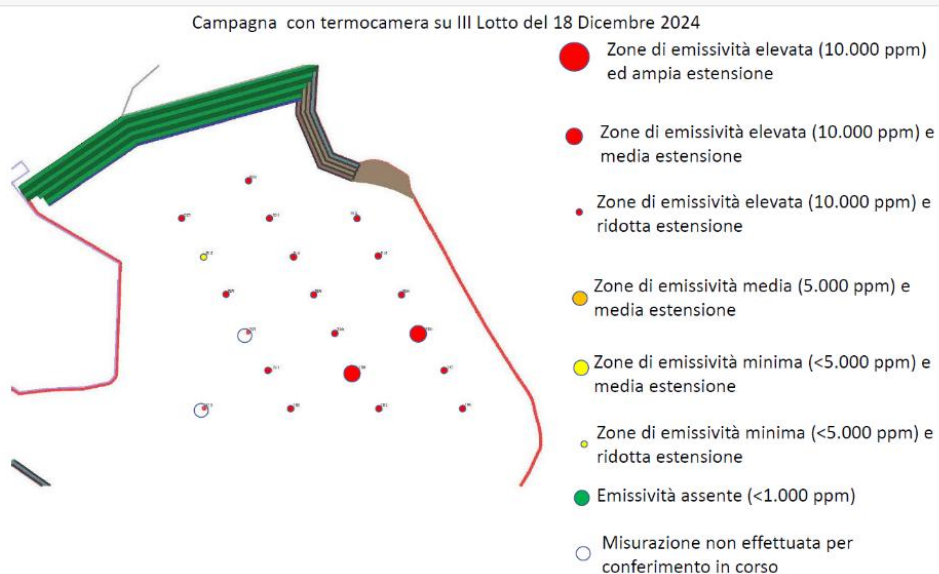 Campagna con termocamera su III Lotto del 18 Dicembre 2024
Zone di emissività elevata (10.000 ppm)
ed ampia estensione
Zone di emissività elevata (10.000 ppm) e
media estensione
Zone di emissività elevata (10.000 ppm) e
ridotta estensione
Zone di emissività media (5.000 ppm) e
media estensione
Zone di emissività minima (<5.000 ppm) e
media estensione
Zone di emissività minima (<5.000 ppm) e
ridotta estensione
Emissività assente (<1.000 ppm)
Misurazione non effettuata per
conferimento in corso